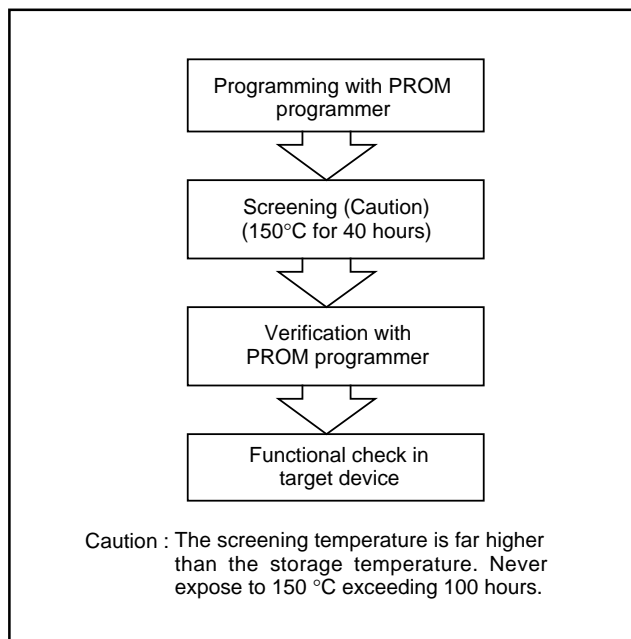 Programming with PROM
programmer
Screening (Caution)
(150°C for 40 hours)
Verification with
PROM programmer
Functional check in
target device
Caution : The screening temperature is far higher
than the storage temperature. Never
expose to 150 °C exceeding 100 hours.